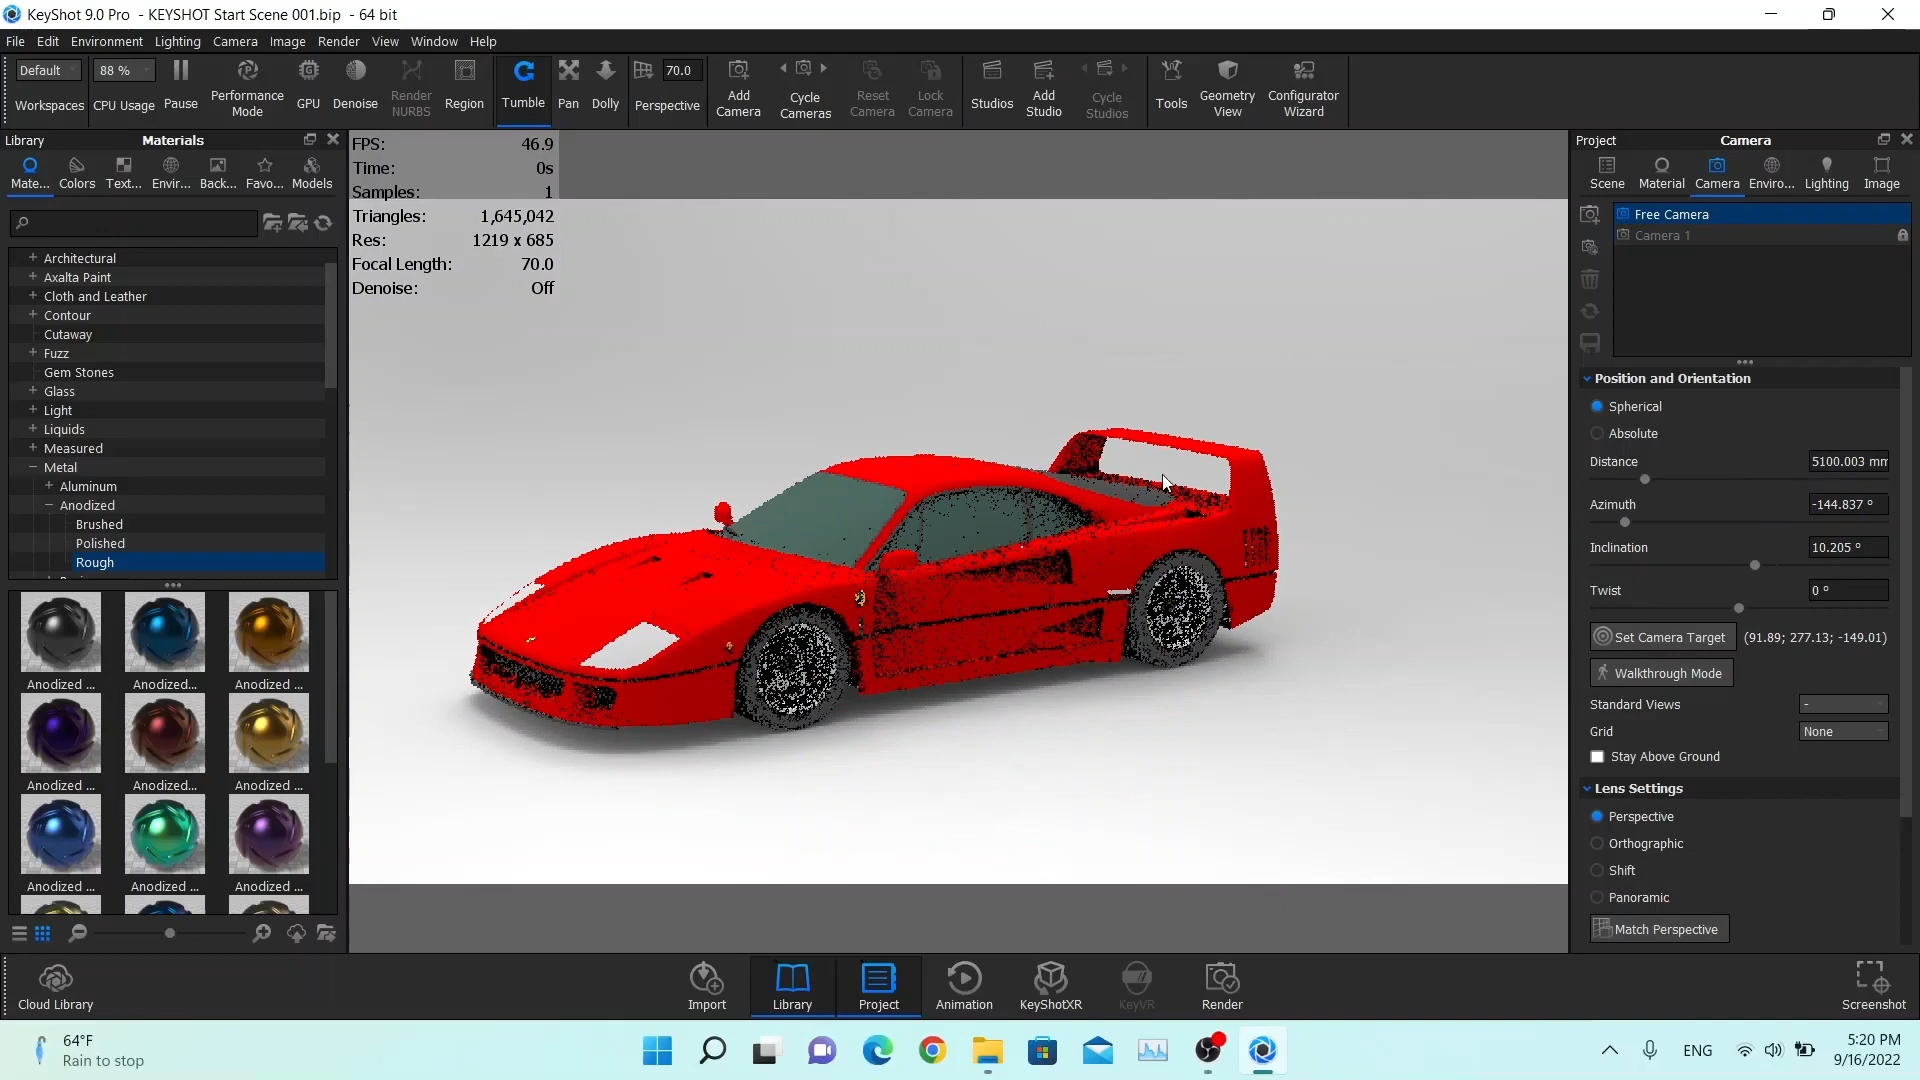 KeyShot 9.0 Pro - KEYSHOT Start Scene 001.bip - 64 bit
File Edit Environment Lighting Camera Image Render View Window Help
Default 88 % 70.0
Workspaces CPU Usage Pause Performance Mode GPU Denoise Render NURBS Region Tumble Pan Dolly Perspective Add Camera Cycle Cameras Reset Camera Lock Camera Studios Add Studio Cycle Studios Tools Geometry View Configurator Wizard
Library Materials
Mate... Colors Text... Envir... Back... Favo... Models
Architectural
Axalta Paint
Cloth and Leather
Contour
Cutaway
Fuzz
Gem Stones
Glass
Light
Liquids
Measured
Metal
Aluminum
Anodized
Brushed
Polished
Rough
Anodized ... Anodized... Anodized ...
Anodized ... Anodized... Anodized ...
Anodized ... Anodized ... Anodized ...
FPS: 46.9
Time: 0s
Samples: 1
Triangles: 1,645,042
Res: 1219 x 685
Focal Length: 70.0
Denoise: Off
Project Camera
Scene Material Camera Enviro... Lighting Image
Free Camera
Camera 1
Position and Orientation
Spherical
Absolute
Distance 5100.003 mm
Azimuth -144.837 °
Inclination 10.205 °
Twist 0 °
Set Camera Target (91.89; 277.13; -149.01)
Walkthrough Mode
Standard Views -
Grid None
Stay Above Ground
Lens Settings
Perspective
Orthographic
Shift
Panoramic
Match Perspective
Cloud Library Import Library Project Animation KeyShotXR KeyVR Render Screenshot
64°F
Rain to stop
ENG
5:20 PM
9/16/2022